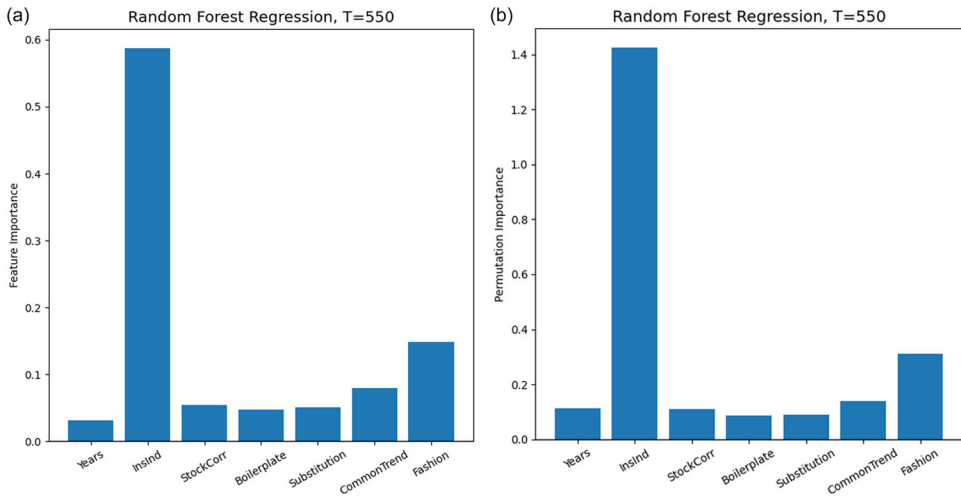 (a)
Random Forest Regression, T=550
Feature Importance
0.6
0.5
0.4
0.3
0.2
0.1
0.0
Years
InsInd
StockCorr
Boilerplate
Substitution
CommonTrend
Fashion
(b)
Random Forest Regression, T=550
Permutation Importance
1.4
1.2
1.0
0.8
0.6
0.4
0.2
0.0
Years
InsInd
StockCorr
Boilerplate
Substitution
CommonTrend
Fashion